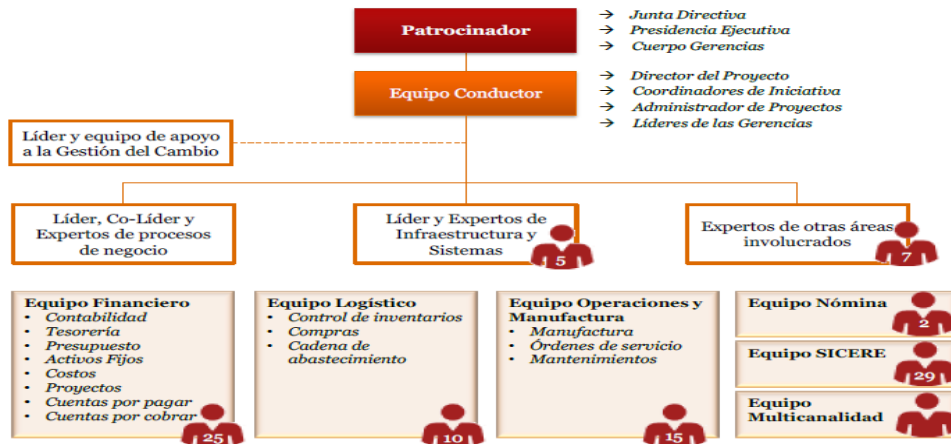 Patrocinador
→ Junta Directiva
→ Presidencia Ejecutiva
→ Cuerpo Gerencias
Equipo Conductor
→ Director del Proyecto
→ Coordinadores de Iniciativa
→ Administrador de Proyectos
→ Líderes de las Gerencias
Líder y equipo de apoyo
a la Gestión del Cambio
Líder, Co-Líder y
Expertos de procesos
de negocio
Líder y Expertos de
Infraestructura y
Sistemas
5
Expertos de otras áreas
involucrados
7
Equipo Financiero
• Contabilidad
• Tesorería
• Presupuesto
• Activos Fijos
• Costos
• Proyectos
• Cuentas por pagar
• Cuentas por cobrar
25
Equipo Logístico
• Control de inventarios
• Compras
• Cadena de
abastecimiento
10
Equipo Operaciones y
Manufactura
• Manufactura
• Órdenes de servicio
• Mantenimientos
15
Equipo Nómina
2
Equipo SICERE
29
Equipo
Multicanalidad